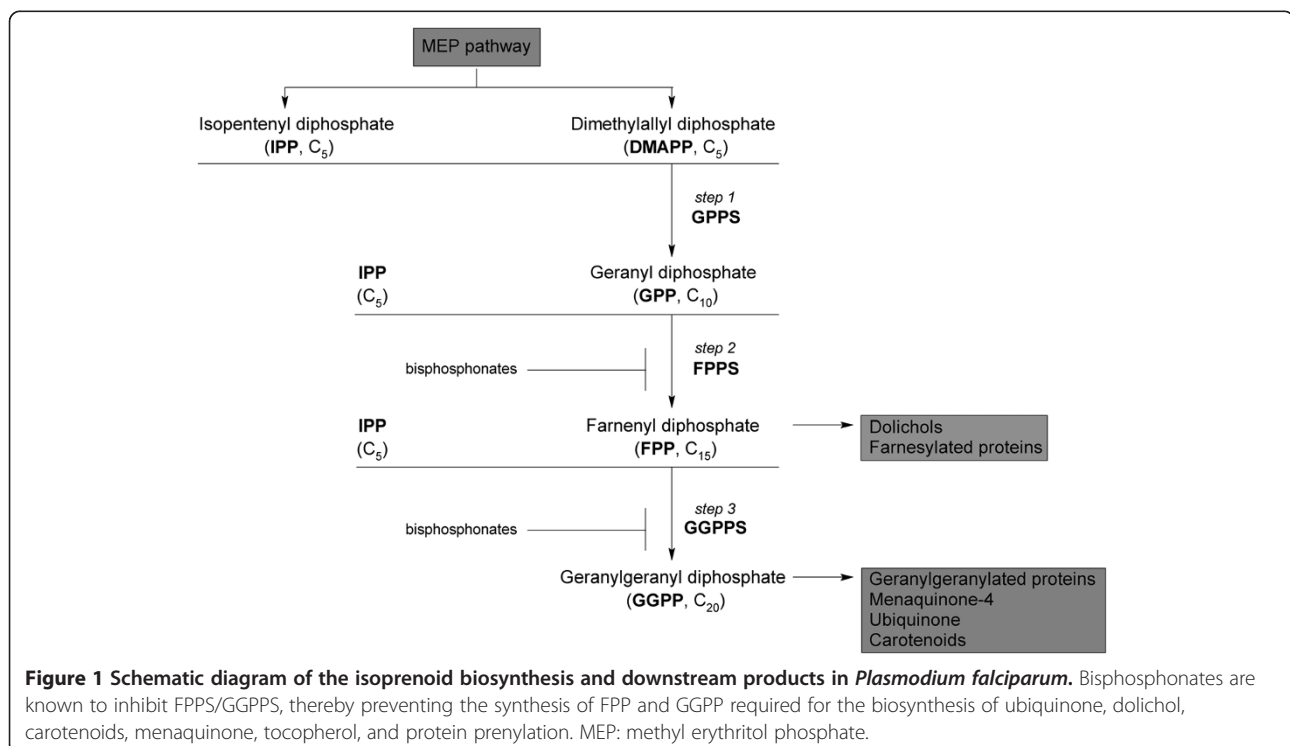 MEP pathway
Isopentenyl diphosphate
(IPP, C5)
Dimethylallyl diphosphate
(DMAPP, C5)
step 1
GPPS
IPP
(C5)
Geranyl diphosphate
(GPP, C10)
step 2
FPPS
bisphosphonates
IPP
(C5)
Farnenyl diphosphate
(FPP, C15)
Dolichols
Farnesylated proteins
step 3
GGPPS
bisphosphonates
Geranylgeranyl diphosphate
(GGPP, C20)
Geranylgeranylated proteins
Menaquinone-4
Ubiquinone
Carotenoids
Figure 1 Schematic diagram of the isoprenoid biosynthesis and downstream products in Plasmodium falciparum. Bisphosphonates are
known to inhibit FPPS/GGPPS, thereby preventing the synthesis of FPP and GGPP required for the biosynthesis of ubiquinone, dolichol,
carotenoids, menaquinone, tocopherol, and protein prenylation. MEP: methyl erythritol phosphate.